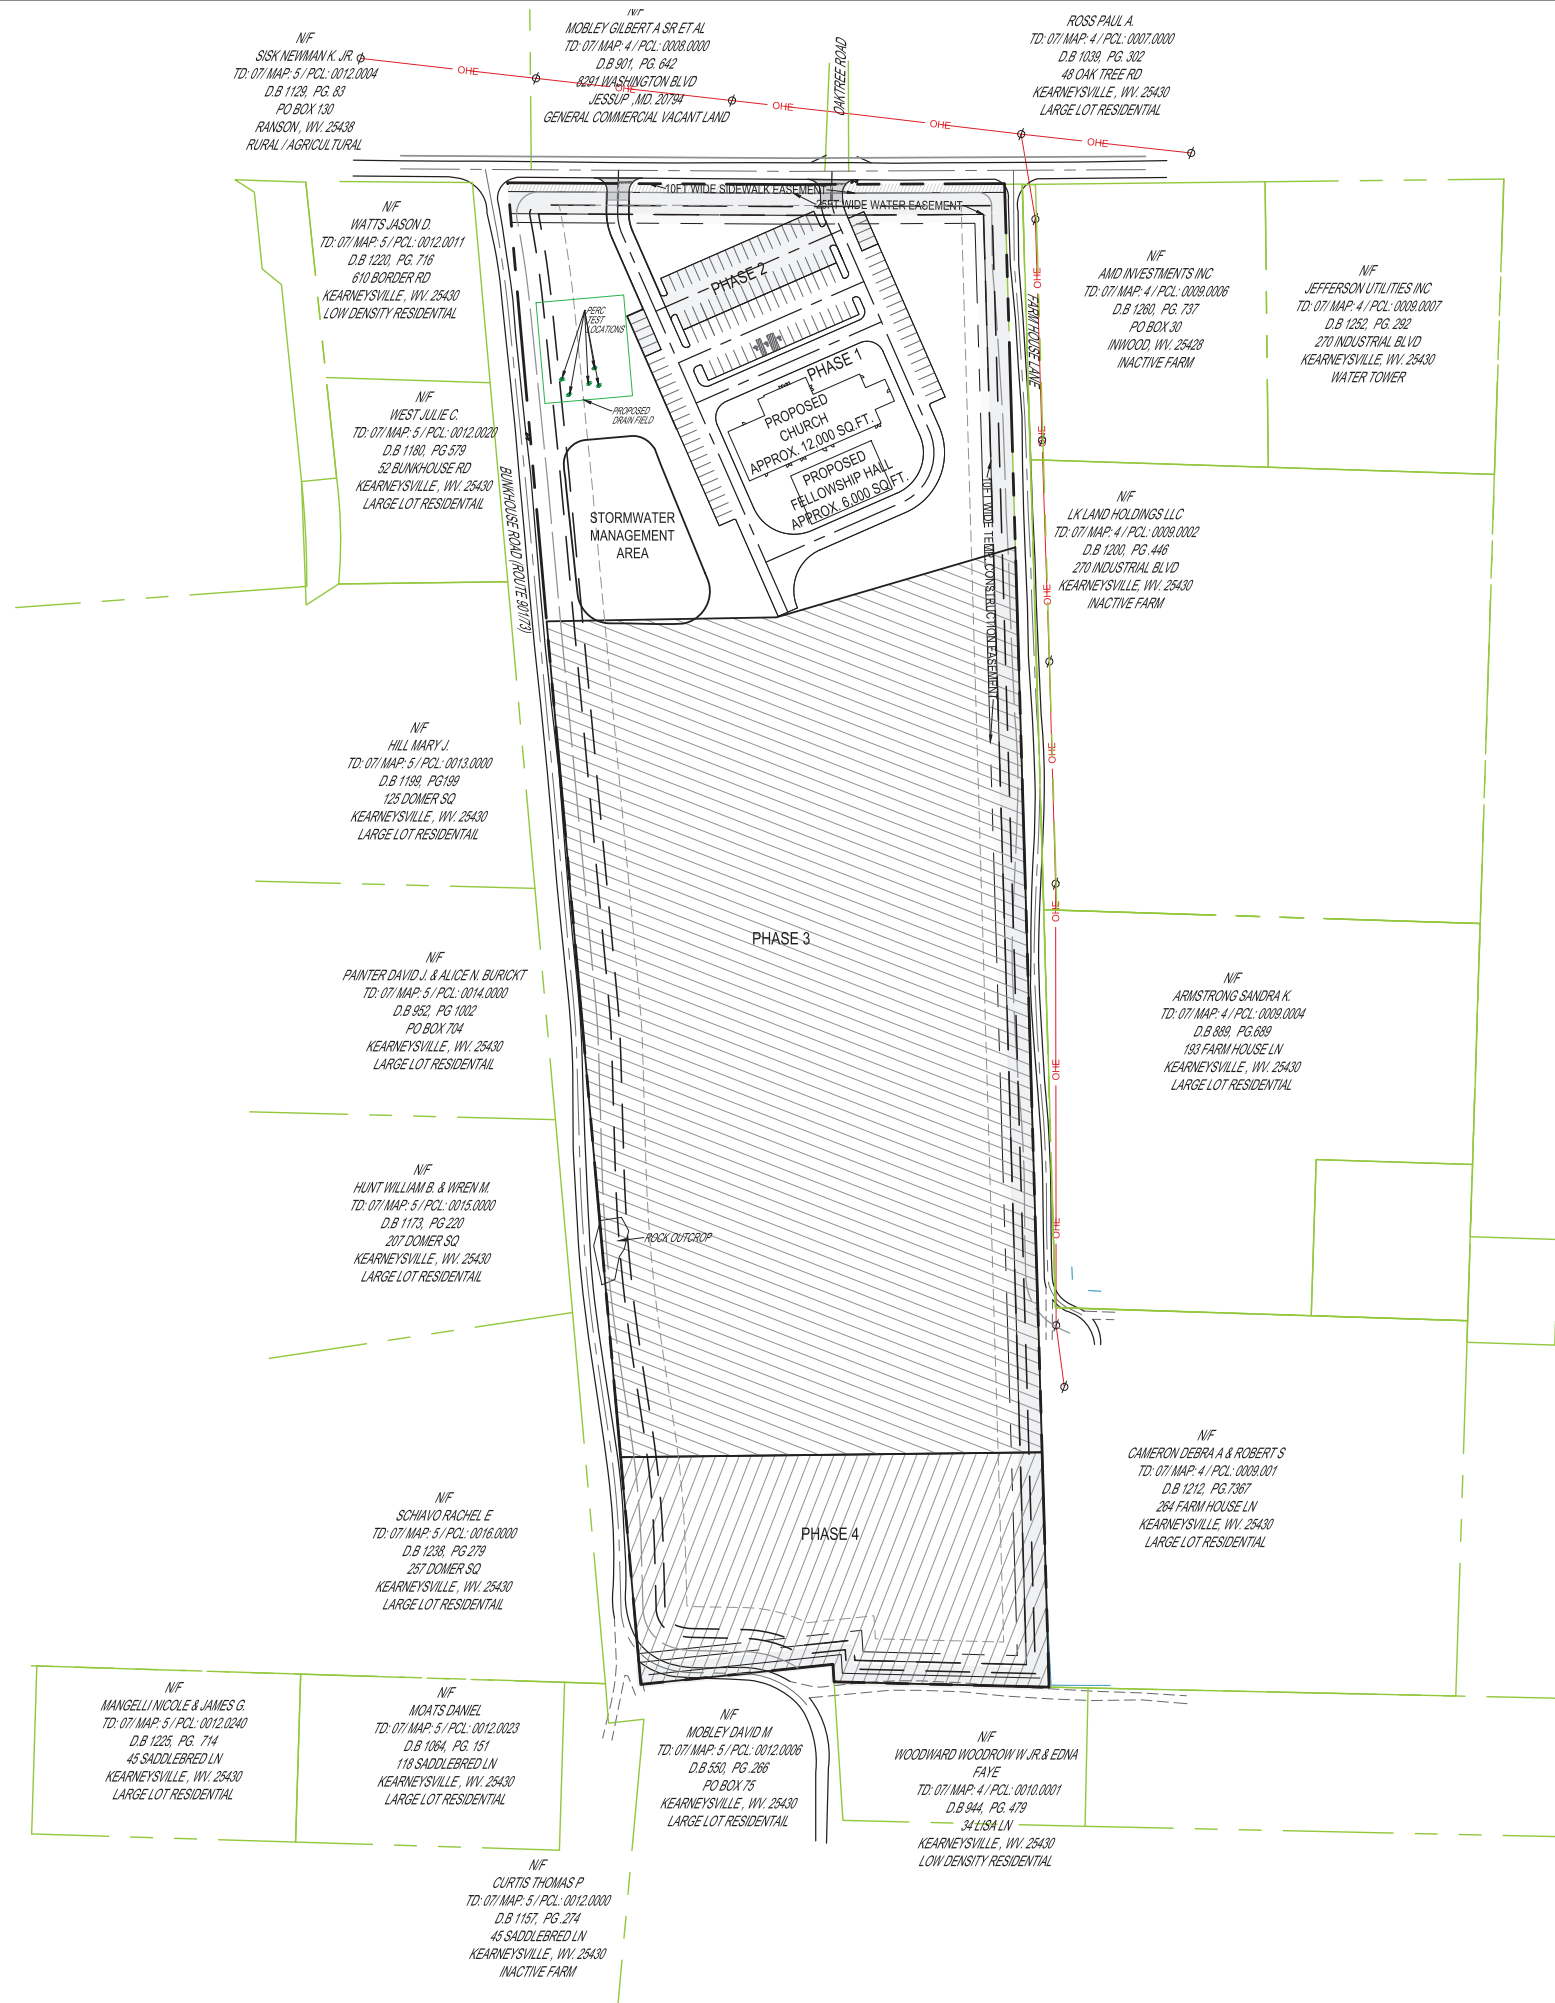 N/F
SISK NEWMAN K. JR.
TD: 07/ MAP: 5 / PCL: 0012.0004
D.B 1129, PG. 83
PO BOX 130
RANSON, WV. 25438
RURAL / AGRICULTURAL
N/F
MOBLEY GILBERT A SR ET AL
TD: 07/ MAP: 4 / PCL: 0008.0000
D.B 901, PG. 642
8291 WASHINGTON BLVD
JESSUP, MD. 20794
GENERAL COMMERCIAL VACANT LAND
OAKTREE ROAD
ROSS PAUL A.
TD: 07/ MAP: 4 / PCL: 0007.0000
D.B 1039, PG. 302
48 OAK TREE RD
KEARNEYSVILLE, WV. 25430
LARGE LOT RESIDENTIAL
OHE
OHE
OHE
OHE
OHE
10FT WIDE SIDEWALK EASEMENT
25FT WIDE WATER EASEMENT
N/F
WATTS JASON D.
TD: 07/ MAP: 5 / PCL: 0012.0011
D.B 1220, PG. 716
610 BORDER RD
KEARNEYSVILLE, WV. 25430
LOW DENSITY RESIDENTIAL
N/F
AMD INVESTMENTS INC
TD: 07/ MAP: 4 / PCL: 0009.0006
D.B 1260, PG. 737
PO BOX 30
INWOOD, WV. 25428
INACTIVE FARM
N/F
JEFFERSON UTILITIES INC
TD: 07/ MAP: 4 / PCL: 0009.0007
D.B 1252, PG. 292
270 INDUSTRIAL BLVD
KEARNEYSVILLE, WV. 25430
WATER TOWER
PHASE 2
PERC
TEST
LOCATIONS
PROPOSED
DRAIN FIELD
PHASE 1
PROPOSED
CHURCH
APPROX. 12,000 SQ.FT.
PROPOSED
FELLOWSHIP HALL
APPROX. 6,000 SQ.FT.
STORMWATER
MANAGEMENT
AREA
FARM HOUSE LANE
OHE
OHE
OHE
OHE
OHE
OHE
OHE
10FT WIDE TEMP. CONSTRUCTION EASEMENT
BUNKHOUSE ROAD (ROUTE 901/73)
N/F
WEST JULIE C.
TD: 07/ MAP: 5 / PCL: 0012.0020
D.B 1180, PG 579
52 BUNKHOUSE RD
KEARNEYSVILLE, WV. 25430
LARGE LOT RESIDENTAIL
N/F
LK LAND HOLDINGS LLC
TD: 07/ MAP: 4 / PCL: 0009.0002
D.B 1200, PG .446
270 INDUSTRIAL BLVD
KEARNEYSVILLE, WV. 25430
INACTIVE FARM
N/F
HILL MARY J.
TD: 07/ MAP: 5 / PCL: 0013.0000
D.B 1199, PG199
125 DOMER SQ
KEARNEYSVILLE, WV. 25430
LARGE LOT RESIDENTAIL
PHASE 3
N/F
PAINTER DAVID J. & ALICE N. BURICKT
TD: 07/ MAP: 5 / PCL: 0014.0000
D.B 952, PG 1002
PO BOX 704
KEARNEYSVILLE, WV. 25430
LARGE LOT RESIDENTAIL
N/F
ARMSTRONG SANDRA K.
TD: 07/ MAP: 4 / PCL: 0009.0004
D.B 889, PG.689
193 FARM HOUSE LN
KEARNEYSVILLE, WV. 25430
LARGE LOT RESIDENTIAL
N/F
HUNT WILLIAM B. & WREN M.
TD: 07/ MAP: 5 / PCL: 0015.0000
D.B 1173, PG 220
207 DOMER SQ
KEARNEYSVILLE, WV. 25430
LARGE LOT RESIDENTAIL
ROCK OUTCROP
N/F
CAMERON DEBRA A & ROBERT S
TD: 07/ MAP: 4 / PCL: 0009.001
D.B 1212, PG.7367
264 FARM HOUSE LN
KEARNEYSVILLE, WV. 25430
LARGE LOT RESIDENTIAL
N/F
SCHIAVO RACHEL E
TD: 07/ MAP: 5 / PCL: 0016.0000
D.B 1238, PG 279
257 DOMER SQ
KEARNEYSVILLE, WV. 25430
LARGE LOT RESIDENTAIL
PHASE 4
N/F
MANGELLI NICOLE & JAMES G.
TD: 07/ MAP: 5 / PCL: 0012.0240
D.B 1225, PG. 714
45 SADDLEBRED LN
KEARNEYSVILLE, WV. 25430
LARGE LOT RESIDENTIAL
N/F
MOATS DANIEL
TD: 07/ MAP: 5 / PCL: 0012.0023
D.B 1064, PG. 151
118 SADDLEBRED LN
KEARNEYSVILLE, WV. 25430
LARGE LOT RESIDENTIAL
N/F
MOBLEY DAVID M
TD: 07/ MAP: 5 / PCL: 0012.0006
D.B 550, PG .266
PO BOX 75
KEARNEYSVILLE, WV. 25430
LARGE LOT RESIDENTAIL
N/F
WOODWARD WOODROW W JR.& EDNA
FAYE
TD: 07/ MAP: 4 / PCL: 0010.0001
D.B 944, PG. 479
34 LISA LN
KEARNEYSVILLE, WV. 25430
LOW DENSITY RESIDENTIAL
N/F
CURTIS THOMAS P
TD: 07/ MAP: 5 / PCL: 0012.0000
D.B 1157, PG .274
45 SADDLEBRED LN
KEARNEYSVILLE, WV. 25430
INACTIVE FARM